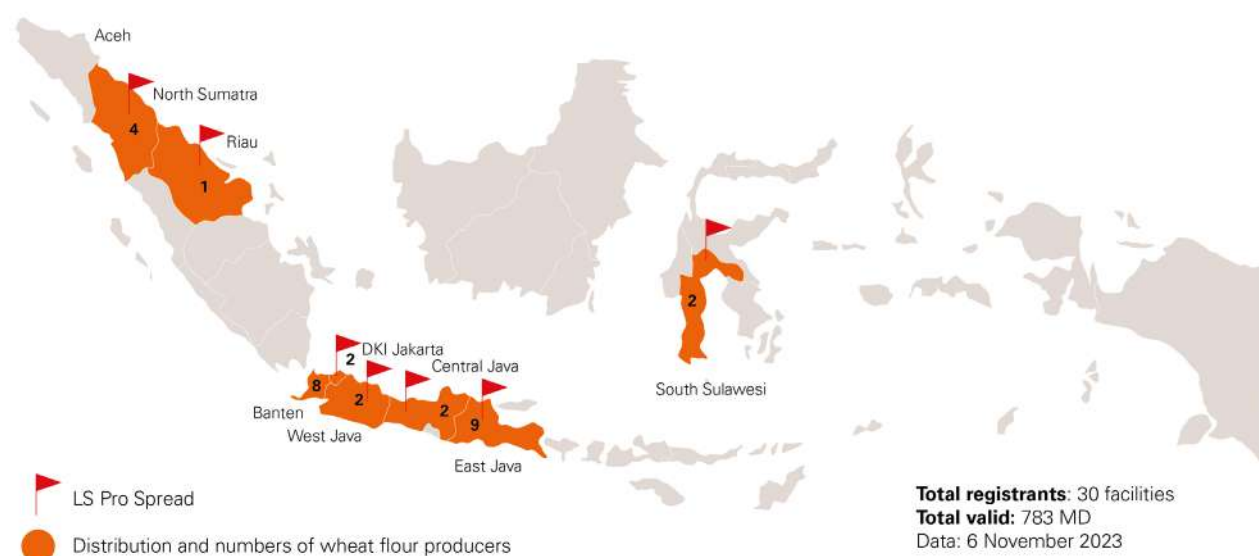 Aceh
North Sumatra
4
Riau
1
DKI Jakarta
2
Central Java
8
2
2
9
Banten
West Java
East Java
2
South Sulawesi
LS Pro Spread
Distribution and numbers of wheat flour producers
Total registrants: 30 facilities
Total valid: 783 MD
Data: 6 November 2023